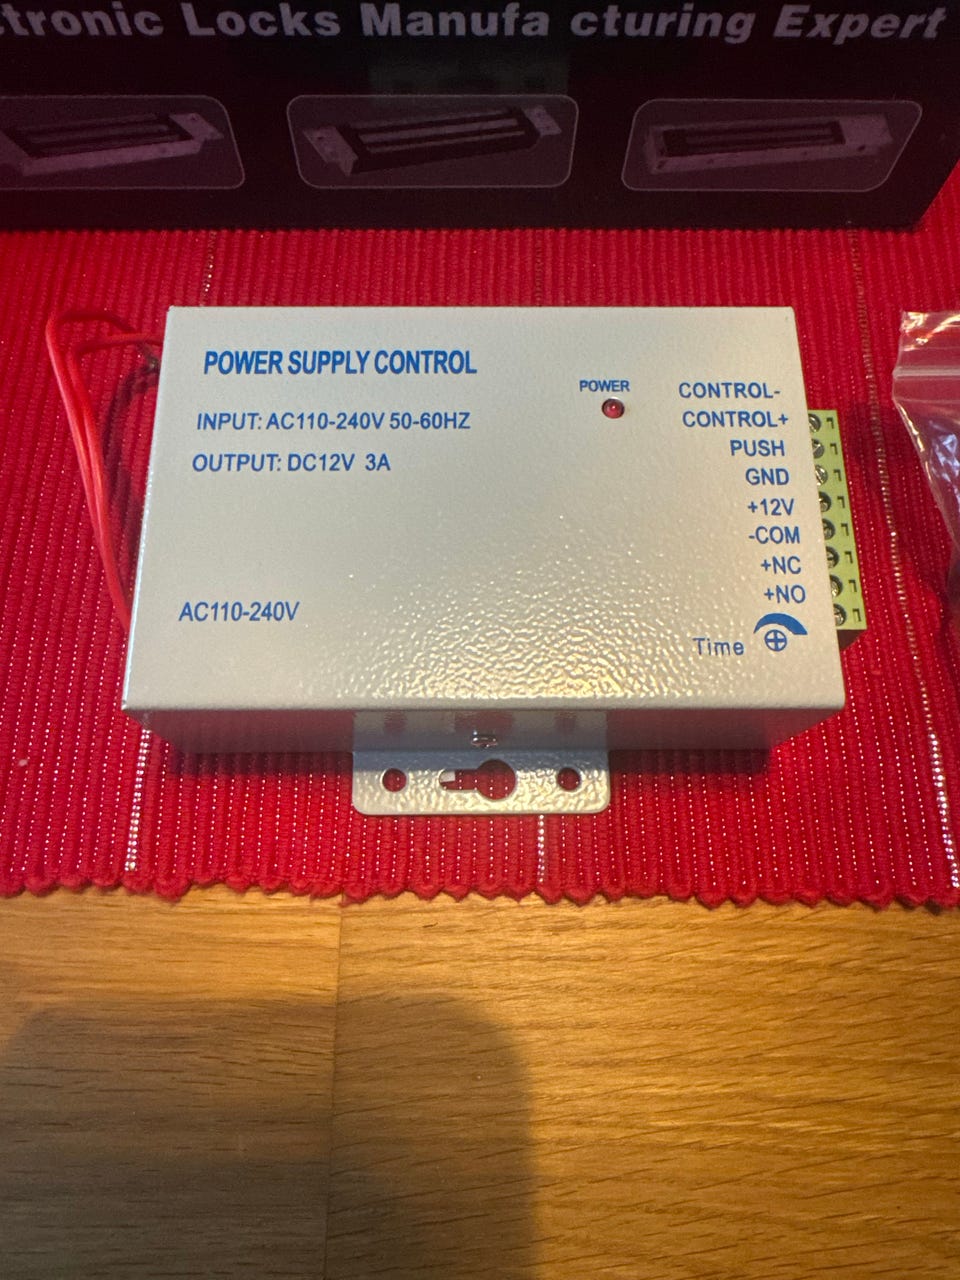 tronic Locks Manufa cturing Expert
POWER SUPPLY CONTROL
INPUT: AC110-240V 50-60HZ
OUTPUT: DC12V 3A
AC110-240V
POWER
CONTROL-
CONTROL+
PUSH
GND
+12V
-COM
+NC
+NO
Time